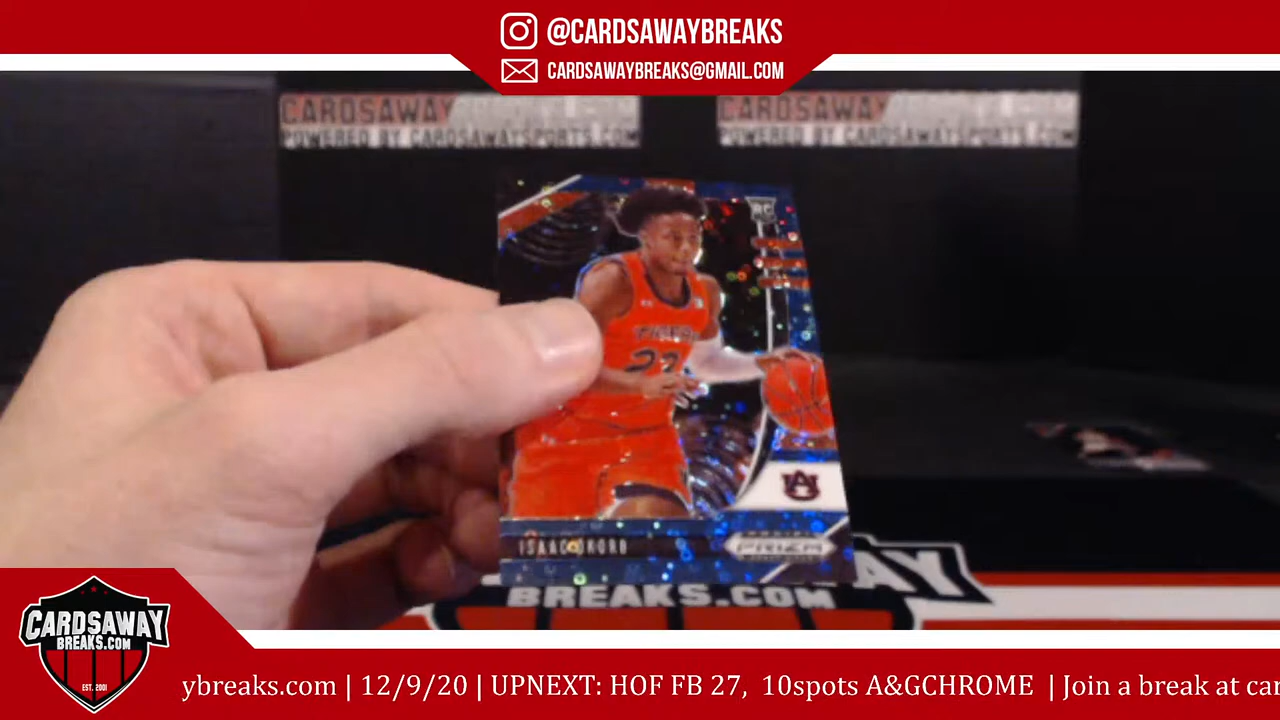 @CARDSAWAYBREAKS
CARDSAWAYBREAKS@GMAIL.COM
CARDSAWAY
POWERED BY CARDSAWAYSPORTS.COM
CARDSAWAY
POWERED BY CARDSAWAYSPORTS.COM
RC
23
AU
ISAAC OKORO
PRIZM
AY
BREAKS.COM
CARDSAWAY
BREAKS.COM
EST. 2001
ybreaks.com | 12/9/20 | UPNEXT: HOF FB 27, 10spots A&GCHROME | Join a break at car